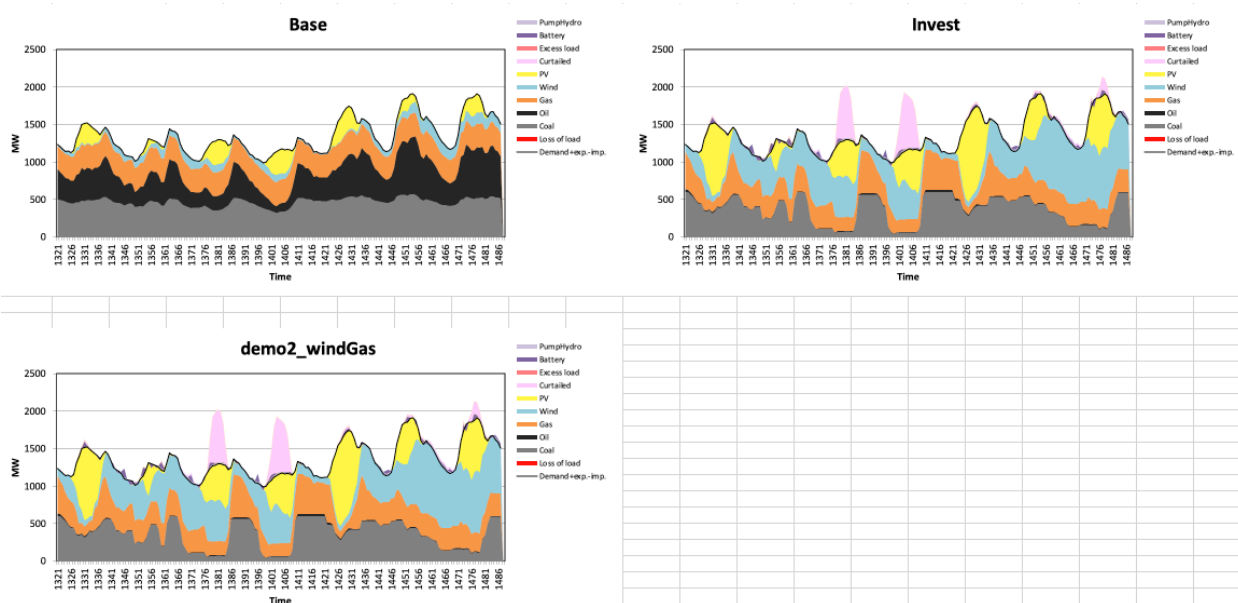 Base
PumpHydro
Battery
Excess load
Curtailed
PV
Wind
Gas
Oil
Coal
Loss of load
Demand+exp.-imp.
2500
2000
1500
1000
500
0
MW
1321 1326 1331 1336 1341 1346 1351 1356 1361 1366 1371 1376 1381 1386 1391 1396 1401 1406 1411 1416 1421 1426 1431 1436 1441 1446 1451 1456 1461 1466 1471 1476 1481 1486
Time
Invest
PumpHydro
Battery
Excess load
Curtailed
PV
Wind
Gas
Oil
Coal
Loss of load
Demand+exp.-imp.
2500
2000
1500
1000
500
0
MW
1321 1326 1331 1336 1341 1346 1351 1356 1361 1366 1371 1376 1381 1386 1391 1396 1401 1406 1411 1416 1421 1426 1431 1436 1441 1446 1451 1456 1461 1466 1471 1476 1481 1486
Time
demo2_windGas
PumpHydro
Battery
Excess load
Curtailed
PV
Wind
Gas
Oil
Coal
Loss of load
Demand+exp.-imp.
2500
2000
1500
1000
500
0
MW
1321 1326 1331 1336 1341 1346 1351 1356 1361 1366 1371 1376 1381 1386 1391 1396 1401 1406 1411 1416 1421 1426 1431 1436 1441 1446 1451 1456 1461 1466 1471 1476 1481 1486
Time